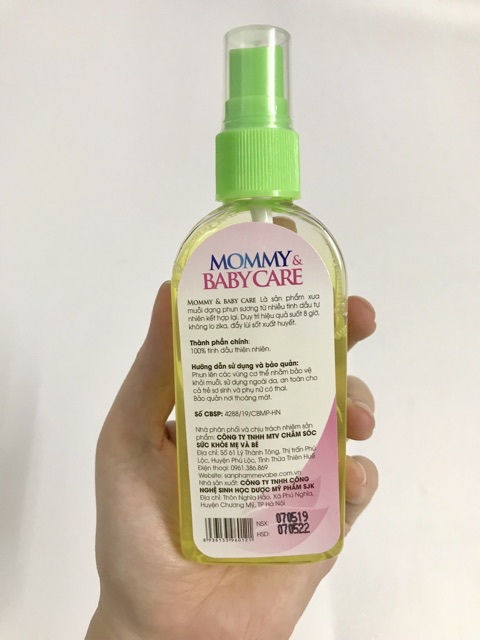 MOMMY &
BABY CARE
MOMMY & BABY CARE Là sản phẩm xua
muỗi dạng phun sương từ nhiều tinh dầu tự
nhiên kết hợp lại. Duy trì hiệu quả suốt 8 giờ,
không lo zika, đẩy lùi sốt xuất huyết.
Thành phần chính:
100% tinh dầu thiên nhiên.
Hướng dẫn sử dụng và bảo quản:
Phun lên các vùng cơ thể nhằm bảo vệ
khỏi muỗi, sử dụng ngoài da, an toàn cho
cả trẻ sơ sinh và phụ nữ có thai.
Bảo quản nơi thoáng mát.
Số CBSP: 4288/19/CBMP-HN
Nhà phân phối và chịu trách nhiệm sản
phẩm: CÔNG TY TNHH MTV CHĂM SÓC
SỨC KHỎE MẸ VÀ BÉ
Địa chỉ: Số 61 Lý Thánh Tông, Thị trấn Phú
Lộc, Huyện Phú Lộc, Tỉnh Thừa Thiên Huế
Điện thoại: 0961.386.869
Website: sanphammevabe.com.vn
Nhà sản xuất: CÔNG TY TNHH CÔNG
NGHỆ SINH HỌC DƯỢC MỸ PHẨM SJK
Địa chỉ: Thôn Nghĩa Hảo, Xã Phú Nghĩa,
Huyện Chương Mỹ, TP Hà Nội
NSX: 070519
HSD: 070522